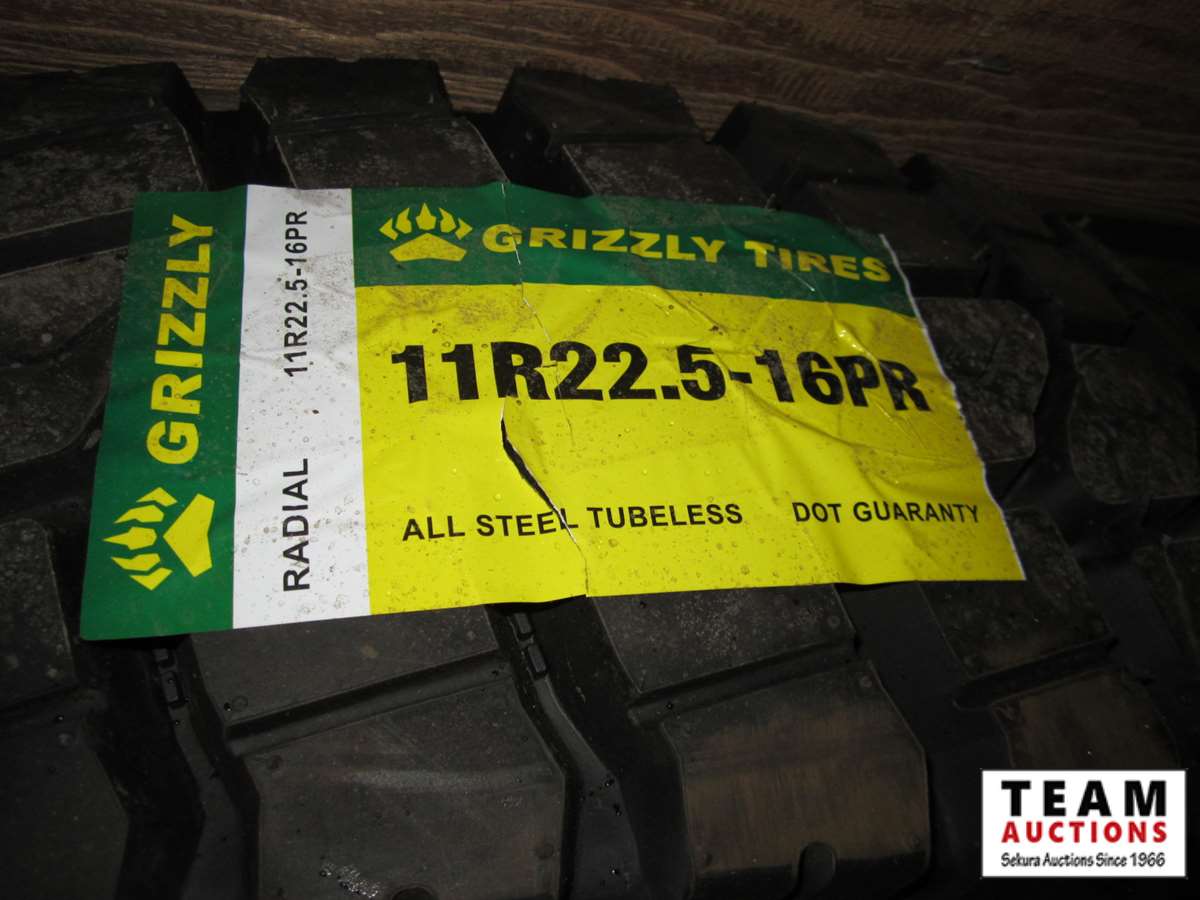 GRIZZLY
RADIAL 11R22.5-16PR
GRIZZLY TIRES
11R22.5-16PR
ALL STEEL TUBELESS DOT GUARANTY
TEAM
AUCTIONS
Sekura Auctions Since 1966